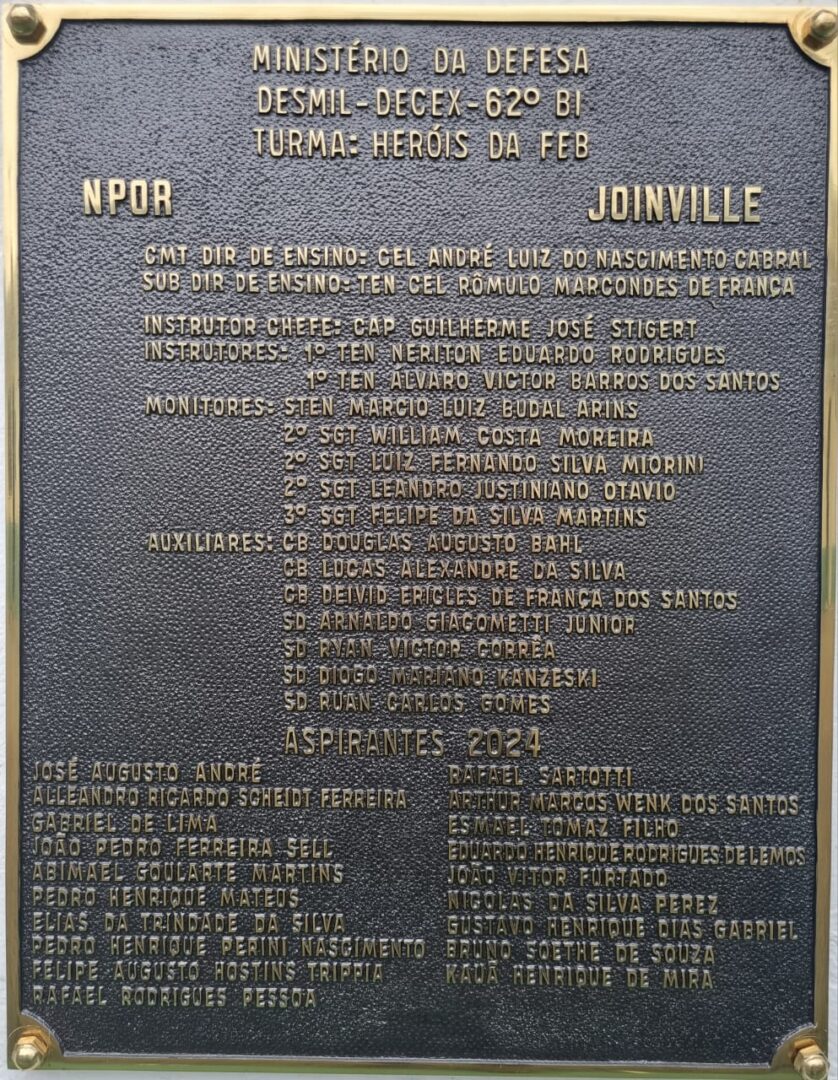 MINISTÉRIO DA DEFESA
DESMIL-DECEX-62º BI
TURMA: HERÓIS DA FEB
NPOR JOINVILLE
CMT DIR DE ENSINO: CEL ANDRÉ LUIZ DO NASCIMENTO CABRAL
SUB DIR DE ENSINO: TEN CEL RÔMULO MARCONDES DE FRANÇA
INSTRUTOR CHEFE: CAP GUILHERME JOSÉ STIGERT
INSTRUTORES: 1º TEN NERITON EDUARDO RODRIGUES
1º TEN ÁLVARO VICTOR BARROS DOS SANTOS
MONITORES: STEN MARCIO LUIZ BUDAL ARINS
2º SGT WILLIAM COSTA MOREIRA
2º SGT LUIZ FERNANDO SILVA MIORINI
2º SGT LEANDRO JUSTINIANO OTAVIO
3º SGT FELIPE DA SILVA MARTINS
AUXILIARES: CB DOUGLAS AUGUSTO BAHL
CB LUCAS ALEXANDRE DA SILVA
CB DEIVID ERICLES DE FRANÇA DOS SANTOS
SD ARNALDO GIACOMETTI JUNIOR
SD RYAN VICTOR CORRÊA
SD DIOGO MARIANO KANZESKI
SD RUAN CARLOS GOMES
ASPIRANTES 2024
JOSÉ AUGUSTO ANDRÉ
ALLEANDRO RICARDO SCHEIDT FERREIRA
GABRIEL DE LIMA
JOÃO PEDRO FERREIRA SELL
ABIMAEL GOULARTE MARTINS
PEDRO HENRIQUE MATEUS
ELIAS DA TRINDADE DA SILVA
PEDRO HENRIQUE PERINI NASCIMENTO
FELIPE AUGUSTO HOSTINS TRIPPIA
RAFAEL RODRIGUES PESSOA
RAFAEL SARTOTTI
ARTHUR MARCOS WENK DOS SANTOS
ESMAEL TOMAZ FILHO
EDUARDO HENRIQUE RODRIGUES DE LEMOS
JOÃO VITOR FURTADO
NICOLAS DA SILVA PEREZ
GUSTAVO HENRIQUE DIAS GABRIEL
BRUNO SOETHE DE SOUZA
KAUÃ HENRIQUE DE MIRA